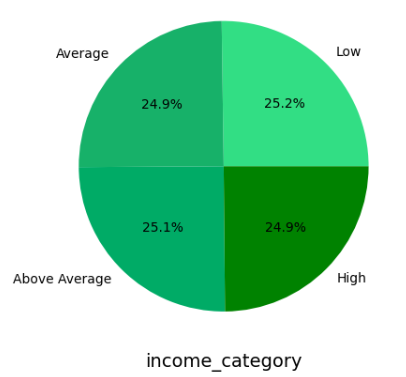 Low
Average
24.9%
25.2%
25.1%
24.9%
Above Average
High
income_category